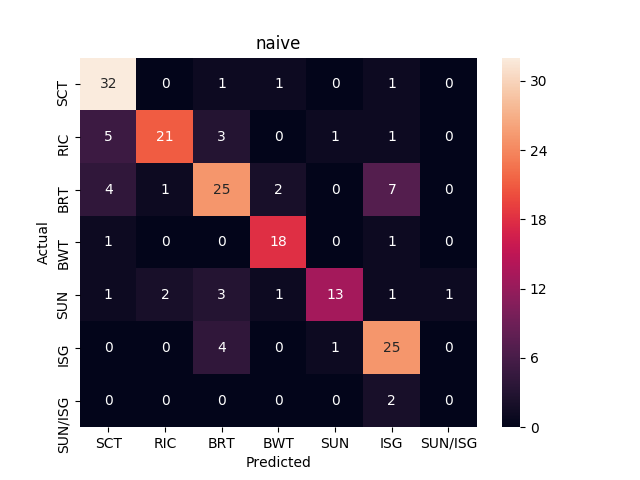 naive
SCT 32 0 1 1 0 1 0
RIC 5 21 3 0 1 1 0
BRT 4 1 25 2 0 7 0
BWT 1 0 0 18 0 1 0
SUN 1 2 3 1 13 1 1
ISG 0 0 4 0 1 25 0
SUN/ISG 0 0 0 0 0 2 0
SCT RIC BRT BWT SUN ISG SUN/ISG
Predicted
Actual
30
24
18
12
6
0